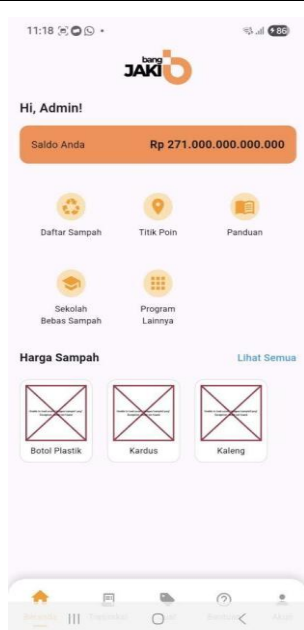 11:18
86
bang
JAKI
Hi, Admin!
Saldo Anda
Rp 271.000.000.000.000
Daftar Sampah
Titik Poin
Panduan
Sekolah
Bebas Sampah
Program
Lainnya
Harga Sampah
Lihat Semua
Botol Plastik
Kardus
Kaleng